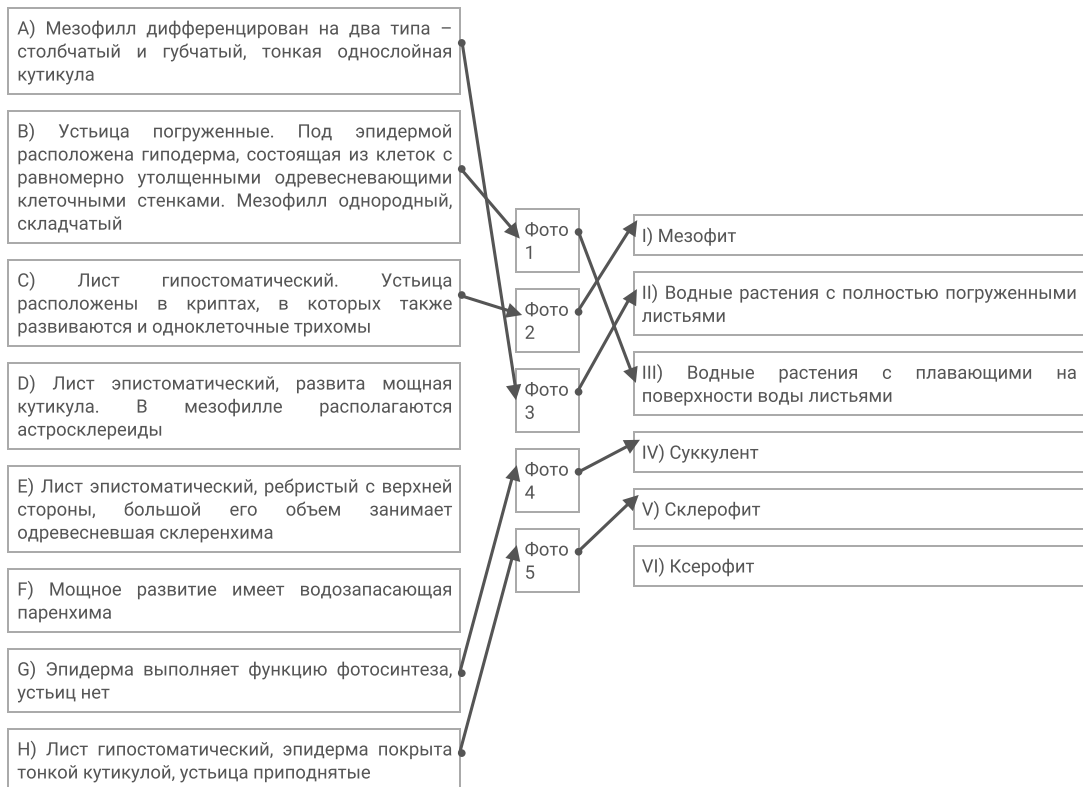 A) Мезофилл дифференцирован на два типа –
столбчатый и губчатый, тонкая однослойная
кутикула
B) Устьица погруженные. Под эпидермой
расположена гиподерма, состоящая из клеток с
равномерно утолщенными одревесневающими
клеточными стенками. Мезофилл однородный,
складчатый
C) Лист гипостоматический. Устьица
расположены в криптах, в которых также
развиваются и одноклеточные трихомы
D) Лист эпистоматический, развита мощная
кутикула. В мезофилле располагаются
астросклереиды
E) Лист эпистоматический, ребристый с верхней
стороны, большой его объем занимает
одревесневшая склеренхима
F) Мощное развитие имеет водозапасающая
паренхима
G) Эпидерма выполняет функцию фотосинтеза,
устьиц нет
H) Лист гипостоматический, эпидерма покрыта
тонкой кутикулой, устьица приподнятые
Фото
1
Фото
2
Фото
3
Фото
4
Фото
5
I) Мезофит
II) Водные растения с полностью погруженными
листьями
III) Водные растения с плавающими на
поверхности воды листьями
IV) Суккулент
V) Склерофит
VI) Ксерофит